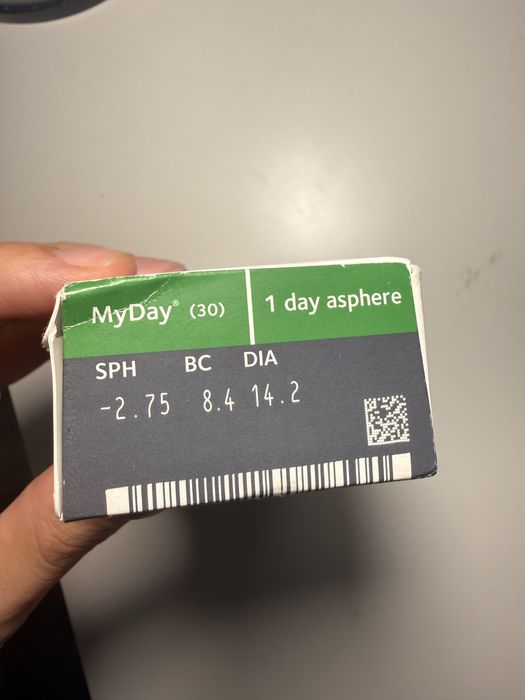 MyDay® (30) 1 day asphere
SPH BC DIA
-2.75 8.4 14.2